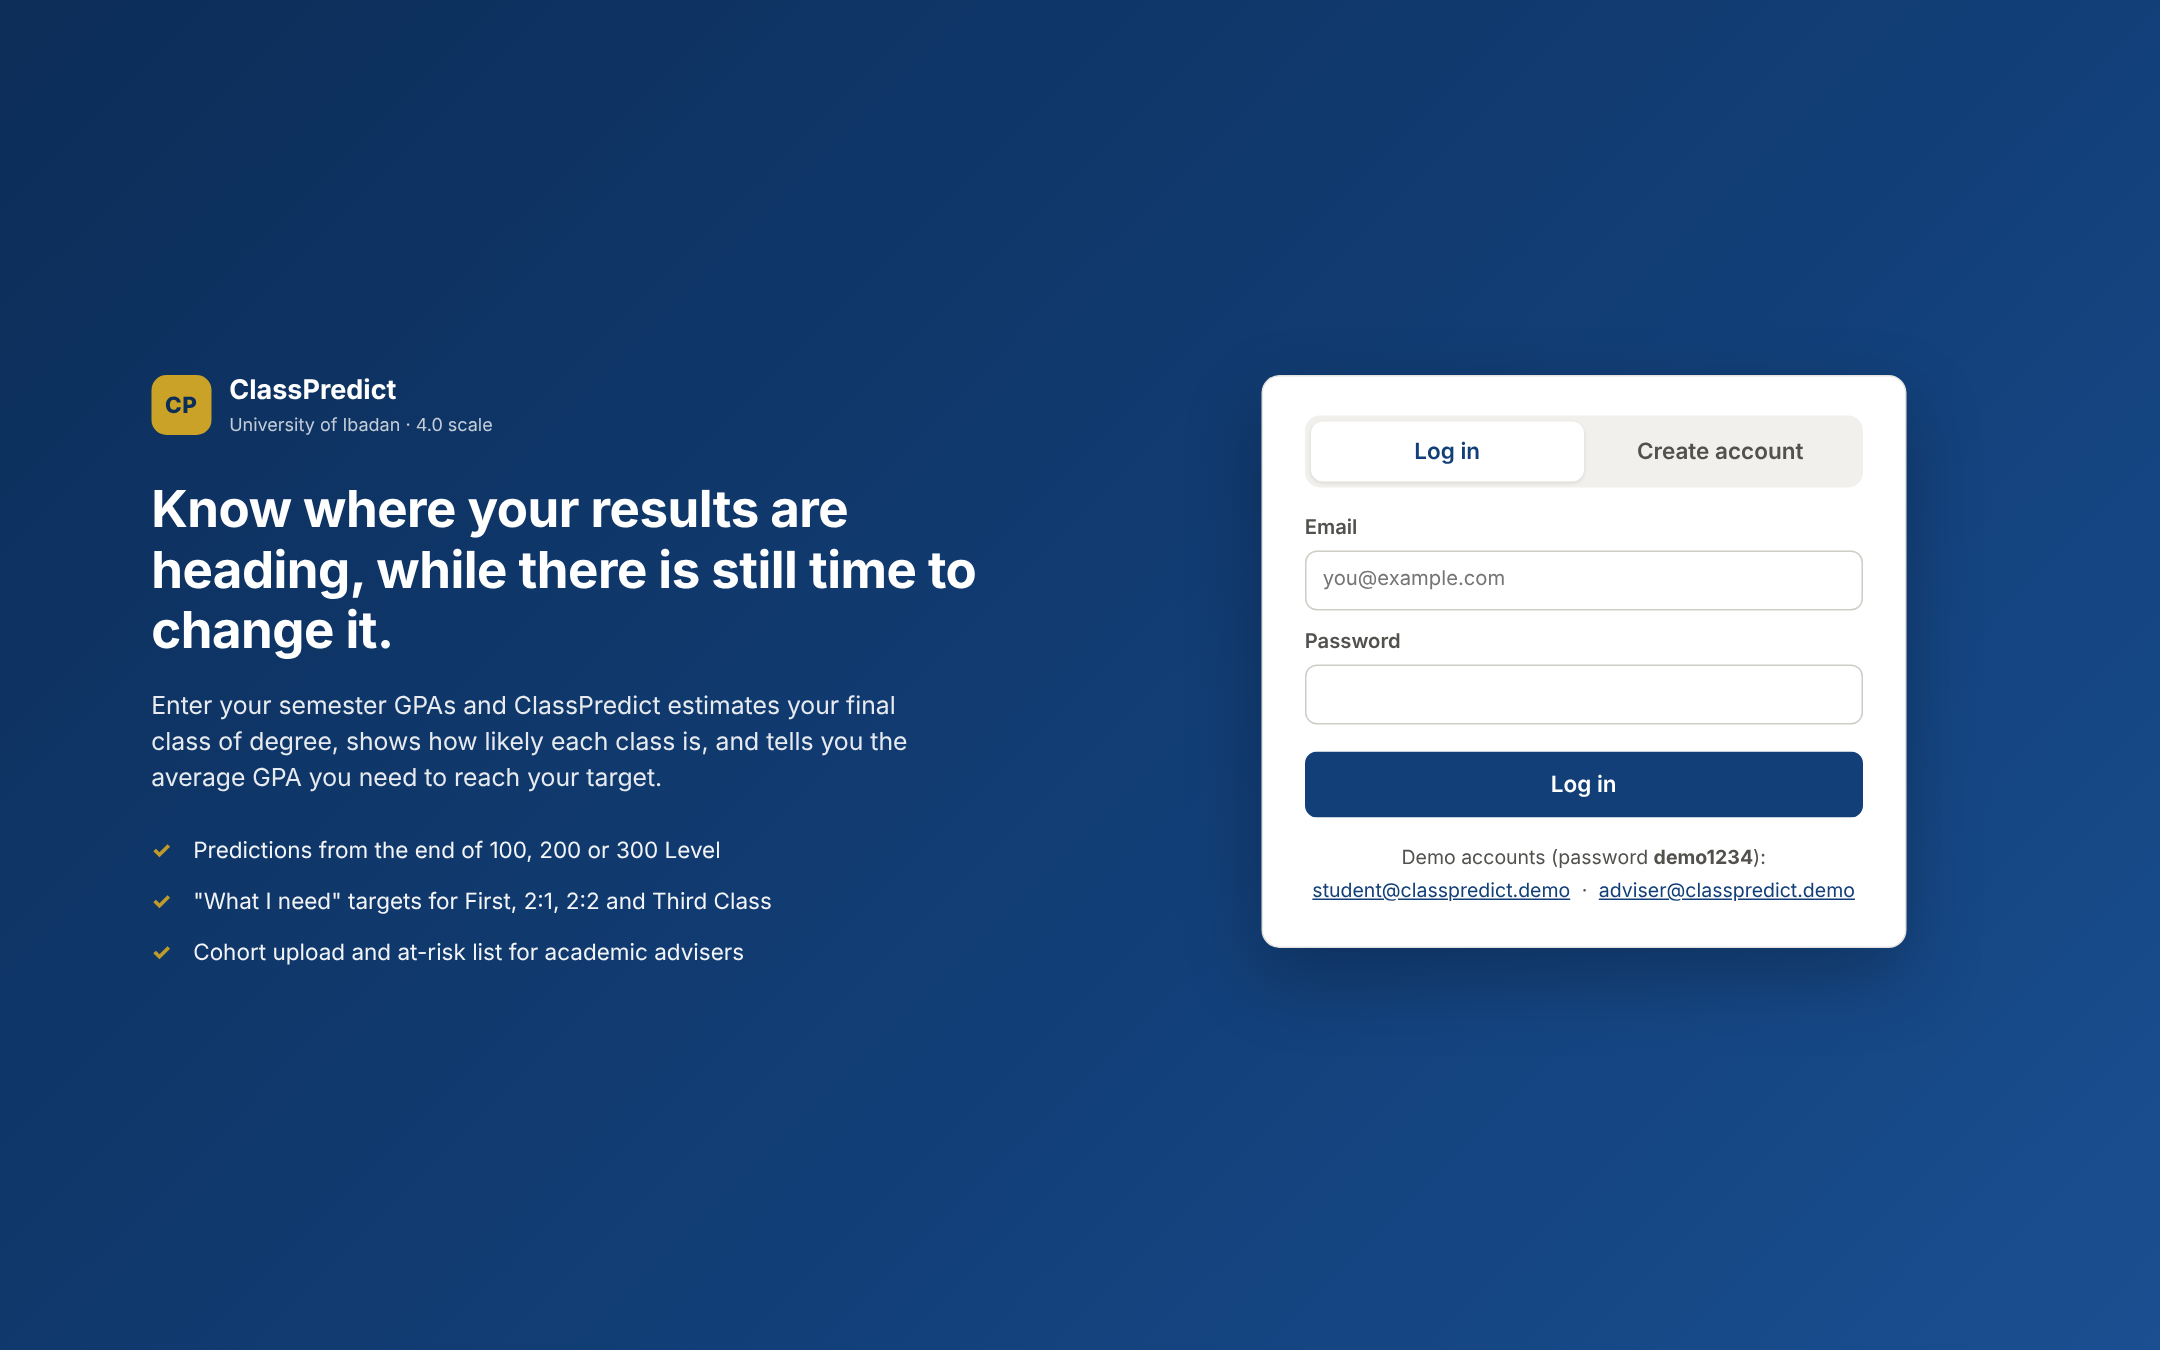 CP
ClassPredict
University of Ibadan · 4.0 scale
Know where your results are
heading, while there is still time to
change it.
Enter your semester GPAs and ClassPredict estimates your final
class of degree, shows how likely each class is, and tells you the
average GPA you need to reach your target.
✓ Predictions from the end of 100, 200 or 300 Level
✓ "What I need" targets for First, 2:1, 2:2 and Third Class
✓ Cohort upload and at-risk list for academic advisers
Log in Create account
Email
you@example.com
Password
Log in
Demo accounts (password demo1234):
student@classpredict.demo · adviser@classpredict.demo